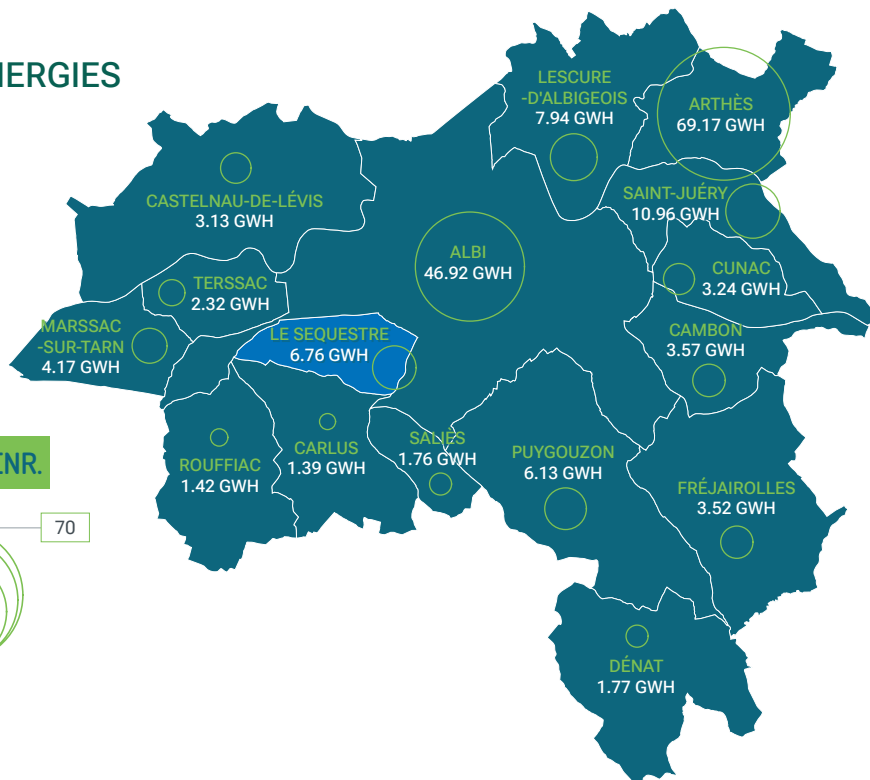 NERGIES
LESCURE
-D'ALBIGEOIS
7.94 GWH
ARTHÈS
69.17 GWH
CASTELNAU-DE-LÉVIS
3.13 GWH
SAINT-JUÉRY
10.96 GWH
ALBI
46.92 GWH
CUNAC
3.24 GWH
TERSSAC
2.32 GWH
MARSSAC
-SUR-TARN
4.17 GWH
LE SEQUESTRE
6.76 GWH
CAMBON
3.57 GWH
ROUFFIAC
1.42 GWH
CARLUS
1.39 GWH
SALIÈS
1.76 GWH
PUYGOUZON
6.13 GWH
FRÉJAIROLLES
3.52 GWH
ENR.
70
DÉNAT
1.77 GWH